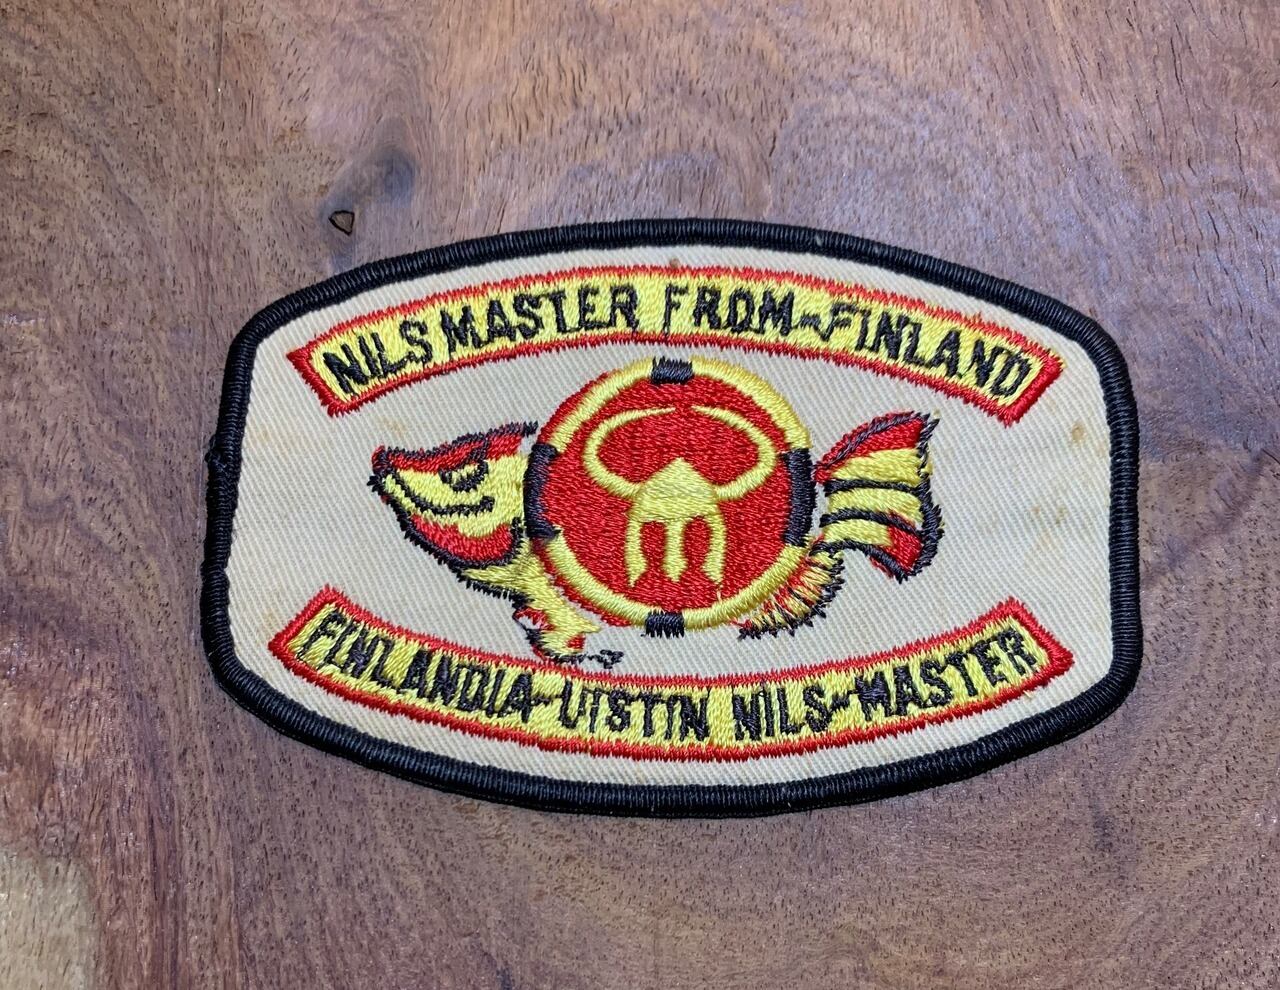 NILS MASTER FROM-FINLAND
FINLANDIA-UISTIN NILS-MASTER